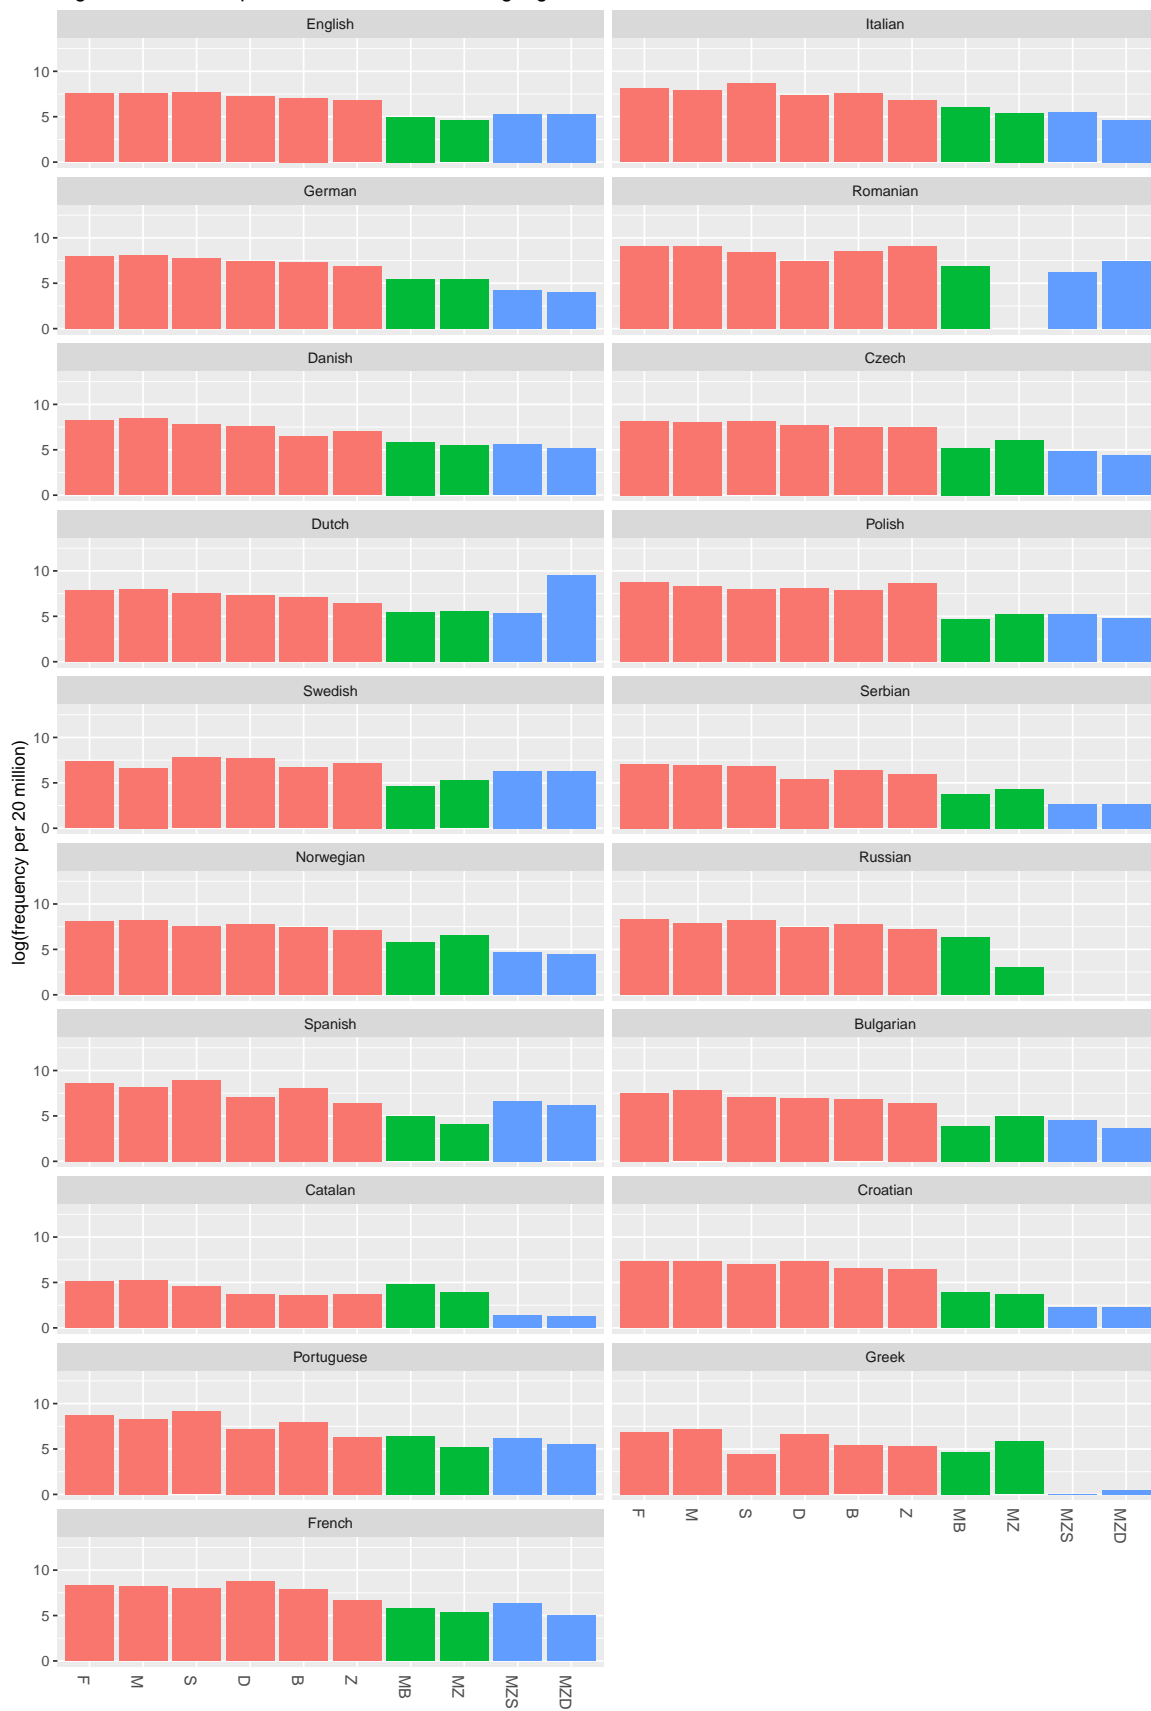 English
Italian
10
5
0
German
Romanian
10
5
0
Danish
Czech
10
5
0
Dutch
Polish
10
5
0
Swedish
Serbian
10
5
0
Norwegian
Russian
10
5
0
Spanish
Bulgarian
10
5
0
Catalan
Croatian
10
5
0
Portuguese
Greek
10
5
0
F M S D B Z MB MZ MZS MZD
French
10
5
0
F M S D B Z MB MZ MZS MZD
log(frequency per 20 million)